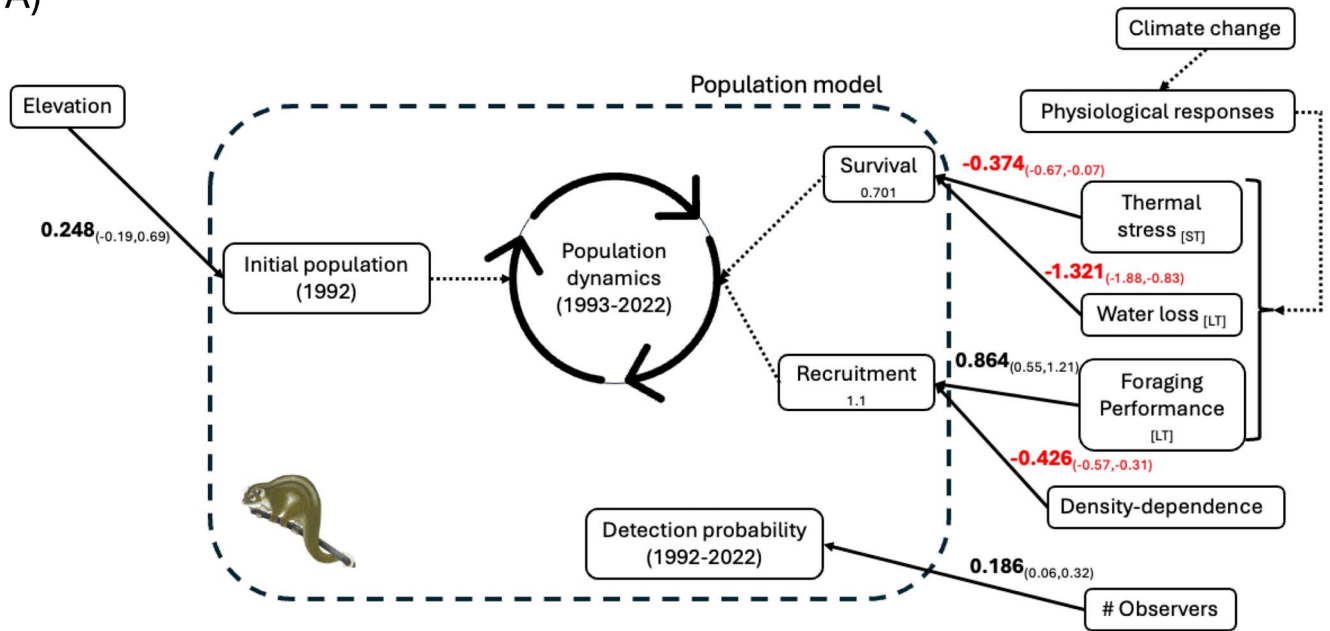 A)
Climate change
Population model
Elevation
Physiological responses
Survival
0.701
-0.374(-0.67,-0.07)
Thermal
stress [ST]
0.248(-0.19,0.69)
Initial population
(1992)
Population
dynamics
(1993-2022)
-1.321(-1.88,-0.83)
Water loss [LT]
Recruitment
1.1
0.864(0.55,1.21)
Foraging
Performance
[LT]
-0.426(-0.57,-0.31)
Density-dependence
Detection probability
(1992-2022)
0.186(0.06,0.32)
# Observers